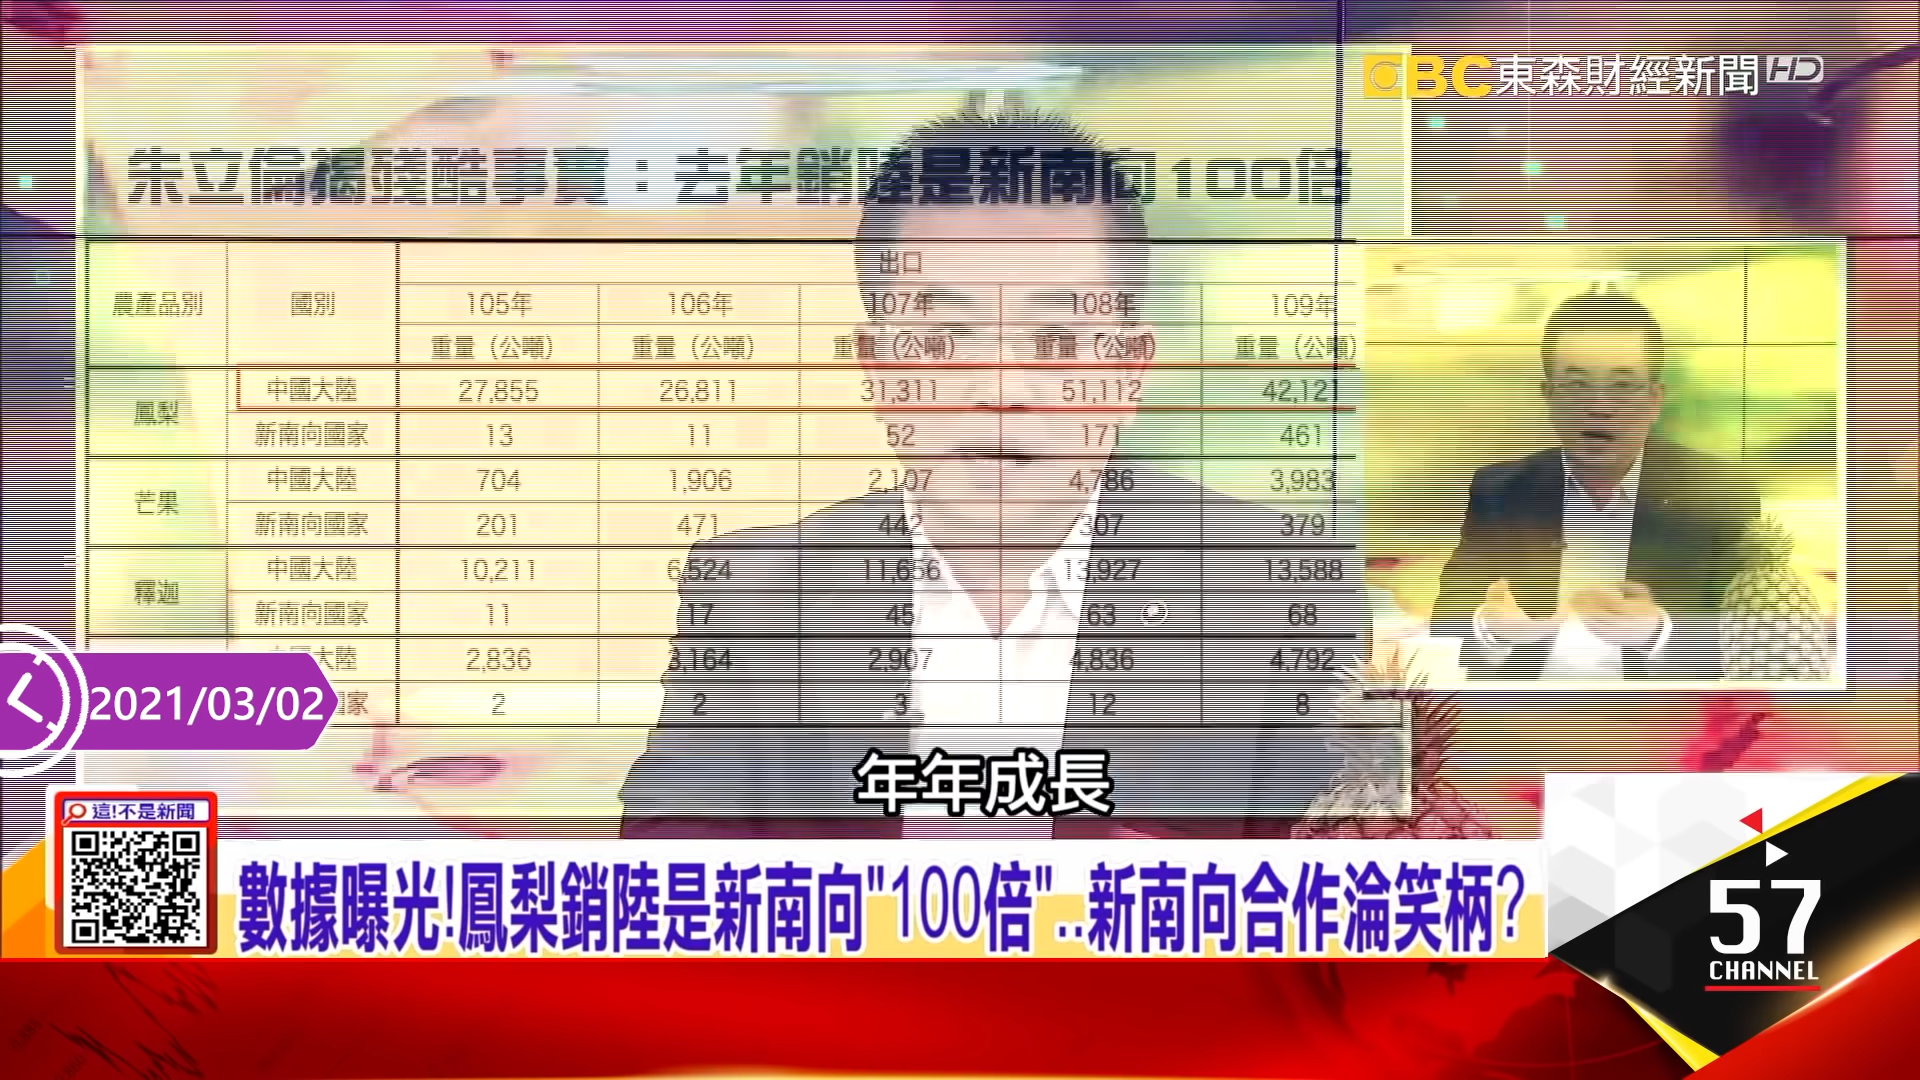 EBC東森財經新聞HD
朱立倫揭殘酷事實：去年銷陸是新南向100倍
農產品別 國別 出口
105年 106年 107年 108年 109年
重量（公噸） 重量（公噸） 重量（公噸） 重量（公噸） 重量（公噸）
鳳梨 中國大陸 27,855 26,811 31,311 51,112 42,121
新南向國家 13 11 52 171 461
芒果 中國大陸 704 1,906 2,107 4,786 3,983
新南向國家 201 471 442 307 379
釋迦 中國大陸 10,211 6,524 11,656 13,927 13,588
新南向國家 11 17 45 63 68
大陸 2,836 3,164 2,907 4,836 4,792
國家 2 2 3 12 8
2021/03/02
年年成長
這!不是新聞
數據曝光!鳳梨銷陸是新南向"100倍"..新南向合作淪笑柄?
57
CHANNEL